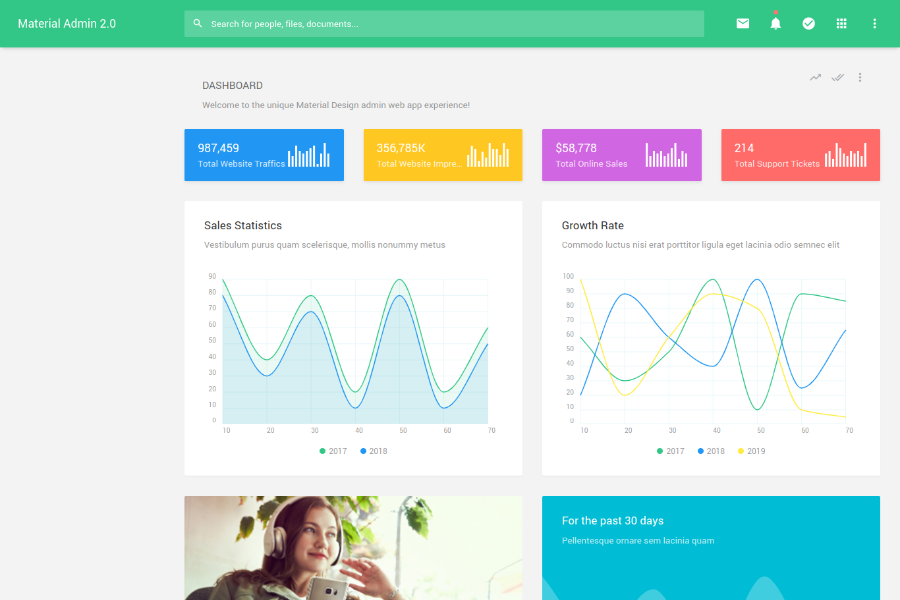 Material Admin 2.0
Search for people, files, documents...
DASHBOARD
Welcome to the unique Material Design admin web app experience!
987,459
Total Website Traffics
356,785K
Total Website Impre...
$58,778
Total Online Sales
214
Total Support Tickets
Sales Statistics
Vestibulum purus quam scelerisque, mollis nonummy metus
90
80
70
60
50
40
30
20
10
0
10 20 30 40 50 60 70
2017 2018
Growth Rate
Commodo luctus nisi erat porttitor ligula eget lacinia odio semnec elit
100
90
80
70
60
50
40
30
20
10
0
10 20 30 40 50 60 70
2017 2018 2019
For the past 30 days
Pellentesque ornare sem lacinia quam